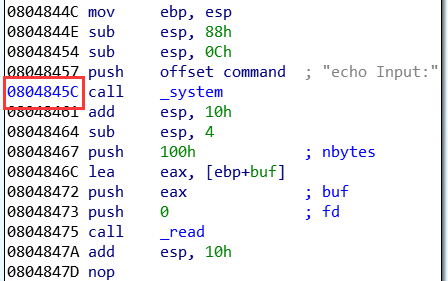 0804844C mov ebp, esp
0804844E sub esp, 88h
08048454 sub esp, 0Ch
08048457 push offset command ; "echo Input:"
0804845C call _system
08048461 add esp, 10h
08048464 sub esp, 4
08048467 push 100h ; nbytes
0804846C lea eax, [ebp+buf]
08048472 push eax ; buf
08048473 push 0 ; fd
08048475 call _read
0804847A add esp, 10h
0804847D nop